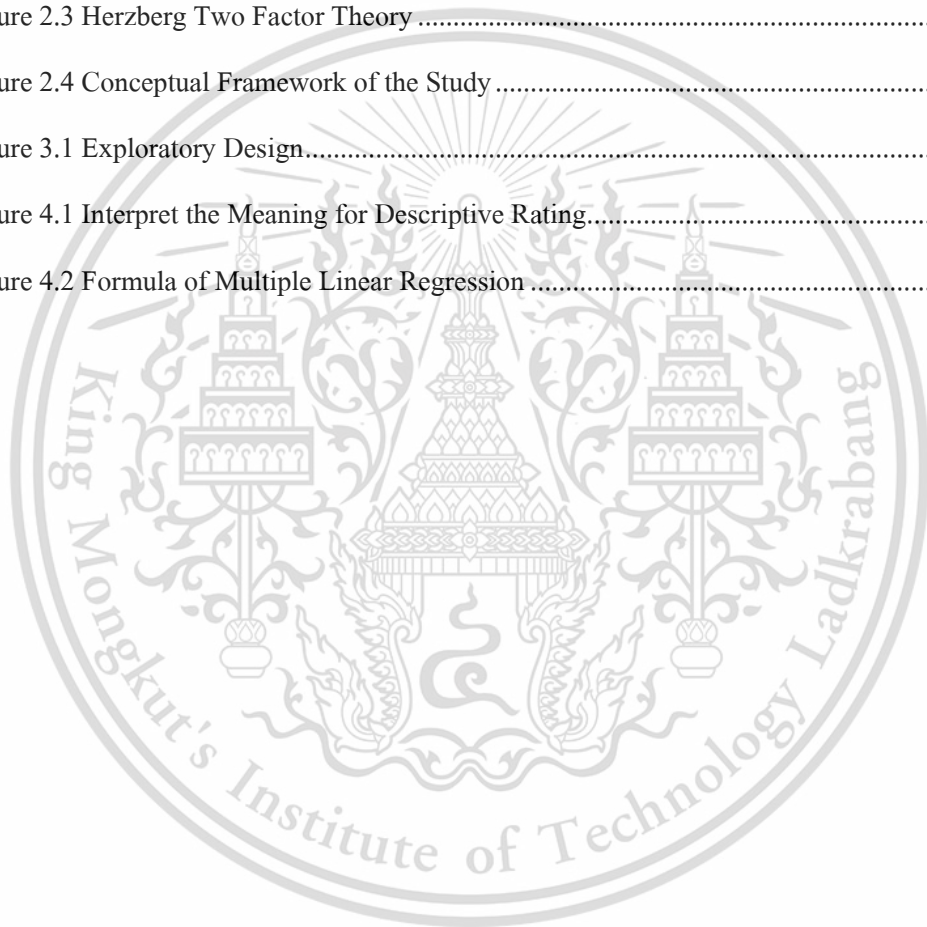 ure 2.3 Herzberg Two Factor Theory ................................................................................
ure 2.4 Conceptual Framework of the Study ................................................................................
ure 3.1 Exploratory Design................................................................................
ure 4.1 Interpret the Meaning for Descriptive Rating................................................................................
ure 4.2 Formula of Multiple Linear Regression ................................................................................
King Mongkut's Institute of Technology Ladkrabang